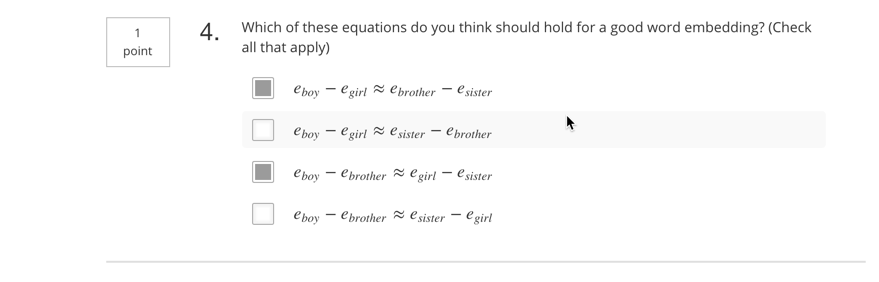 1
point
4.
Which of these equations do you think should hold for a good word embedding? (Check
all that apply)
e_boy − e_girl ≈ e_brother − e_sister
e_boy − e_girl ≈ e_sister − e_brother
e_boy − e_brother ≈ e_girl − e_sister
e_boy − e_brother ≈ e_sister − e_girl